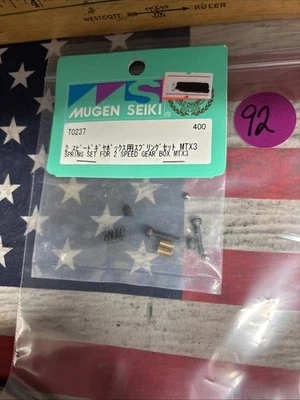 WESTCOTT RULER
MUGEN SEIKI®
T0237 400
2スピードギヤボックス用スプリングセット MTX3
SPRING SET FOR 2 SPEED GEAR BOX MTX3
92